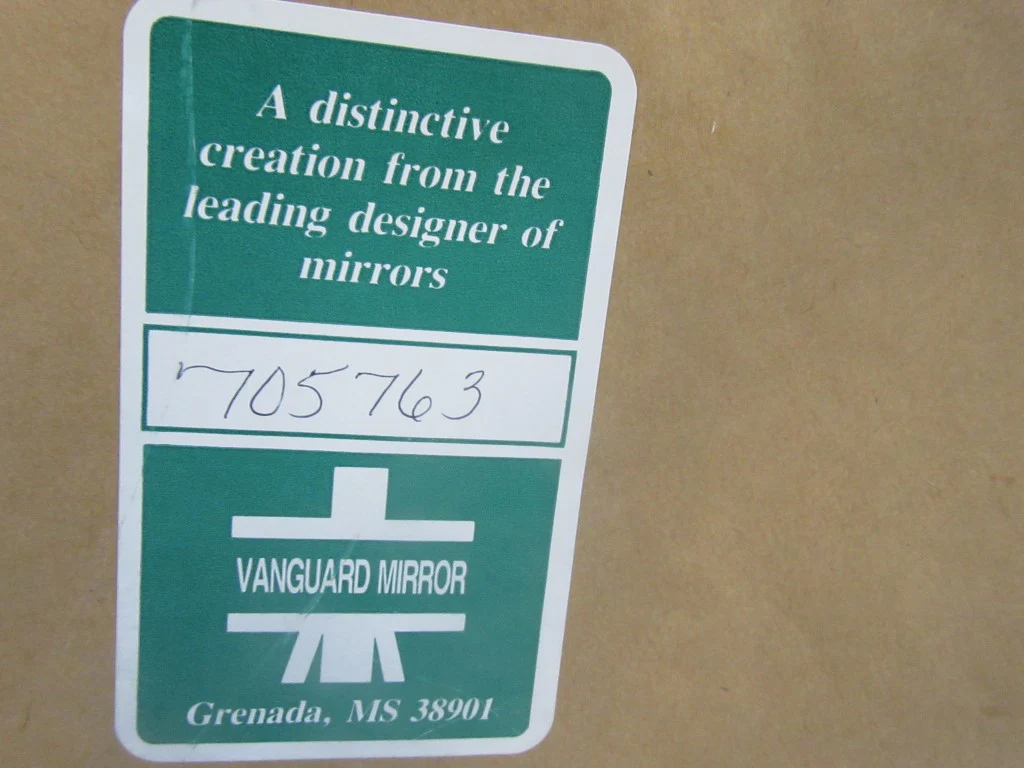 A distinctive
creation from the
leading designer of
mirrors
705763
VANGUARD MIRROR
Grenada, MS 38901